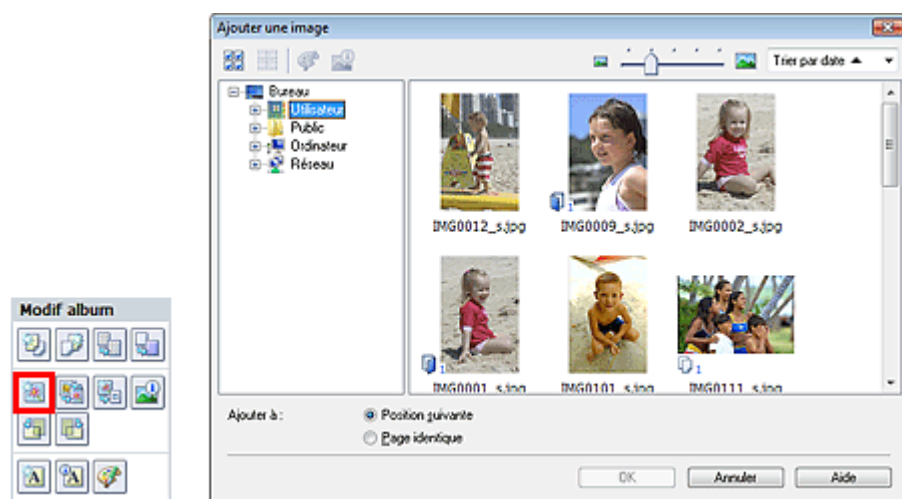 Ajouter une image
Trier par date
Bureau
Utilisateur
Public
Ordinateur
Réseau
IMG0012_s.jpg
IMG0009_s.jpg
IMG0002_s.jpg
1
1
1
IMG0001_s.jpg
IMG0101_s.jpg
IMG0111_s.jpg
Modif album
Ajouter à :
Position suivante
Page identique
OK
Annuler
Aide